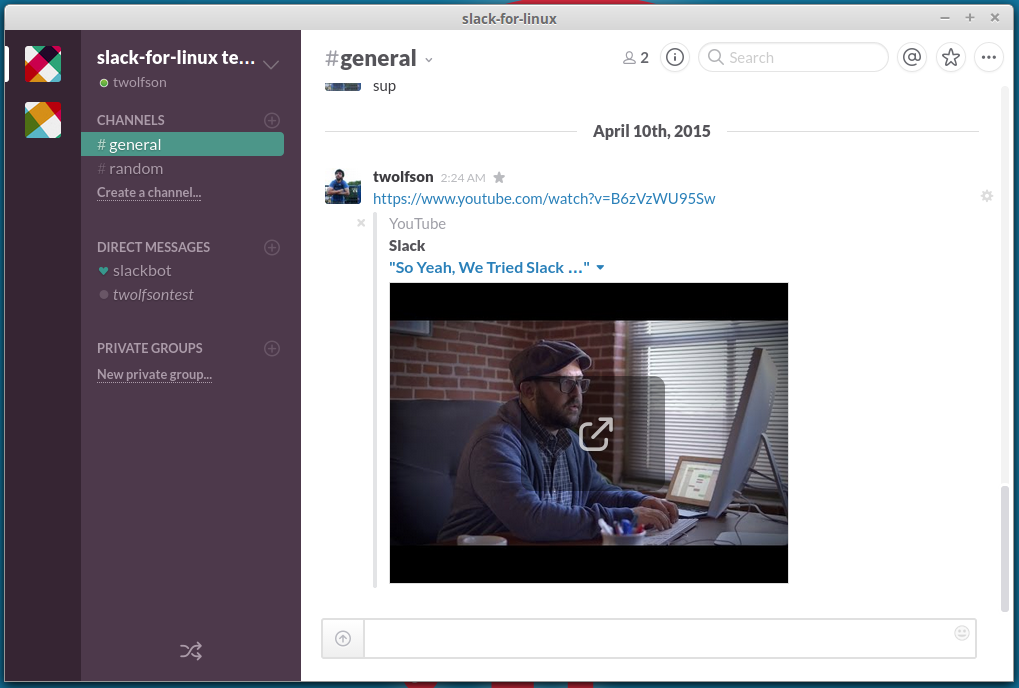 slack-for-linux
slack-for-linux te...
twolfson
CHANNELS
# general
# random
Create a channel...
DIRECT MESSAGES
slackbot
twolfsontest
PRIVATE GROUPS
New private group...
#general
2
Search
sup
April 10th, 2015
twolfson 2:24 AM
https://www.youtube.com/watch?v=B6zVzWU95Sw
YouTube
Slack
"So Yeah, We Tried Slack …"